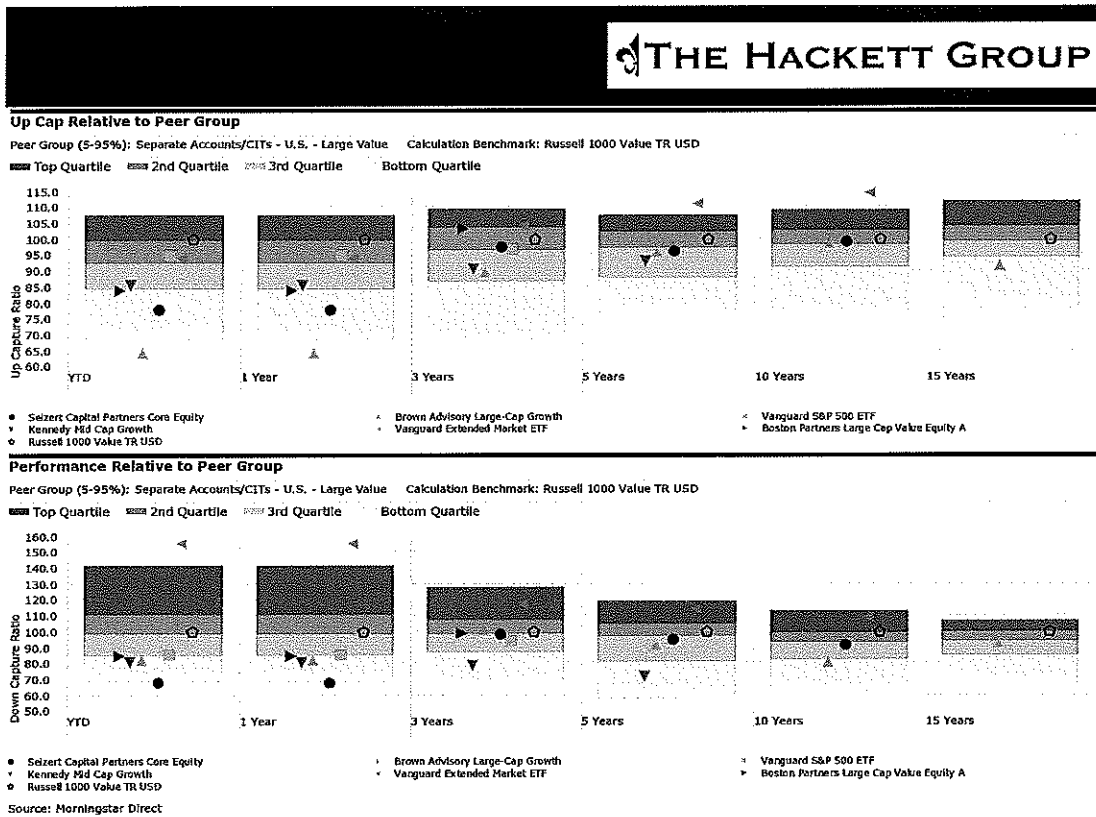 THE HACKETT GROUP
Up Cap Relative to Peer Group
Peer Group (5-95%): Separate Accounts/CITs - U.S. - Large Value Calculation Benchmark: Russell 1000 Value TR USD
Top Quartile 2nd Quartile 3rd Quartile Bottom Quartile
115.0
110.0
105.0
100.0
95.0
90.0
85.0
80.0
75.0
70.0
65.0
60.0
Up Capture Ratio
YTD 1 Year 3 Years 5 Years 10 Years 15 Years
Seizert Capital Partners Core Equity Brown Advisory Large-Cap Growth Vanguard S&P 500 ETF
Kennedy Mid Cap Growth Vanguard Extended Market ETF Boston Partners Large Cap Value Equity A
Russell 1000 Value TR USD
Performance Relative to Peer Group
Peer Group (5-95%): Separate Accounts/CITs - U.S. - Large Value Calculation Benchmark: Russell 1000 Value TR USD
Top Quartile 2nd Quartile 3rd Quartile Bottom Quartile
160.0
150.0
140.0
130.0
120.0
110.0
100.0
90.0
80.0
70.0
60.0
50.0
Down Capture Ratio
YTD 1 Year 3 Years 5 Years 10 Years 15 Years
Seizert Capital Partners Core Equity Brown Advisory Large-Cap Growth Vanguard S&P 500 ETF
Kennedy Mid Cap Growth Vanguard Extended Market ETF Boston Partners Large Cap Value Equity A
Russell 1000 Value TR USD
Source: Morningstar Direct